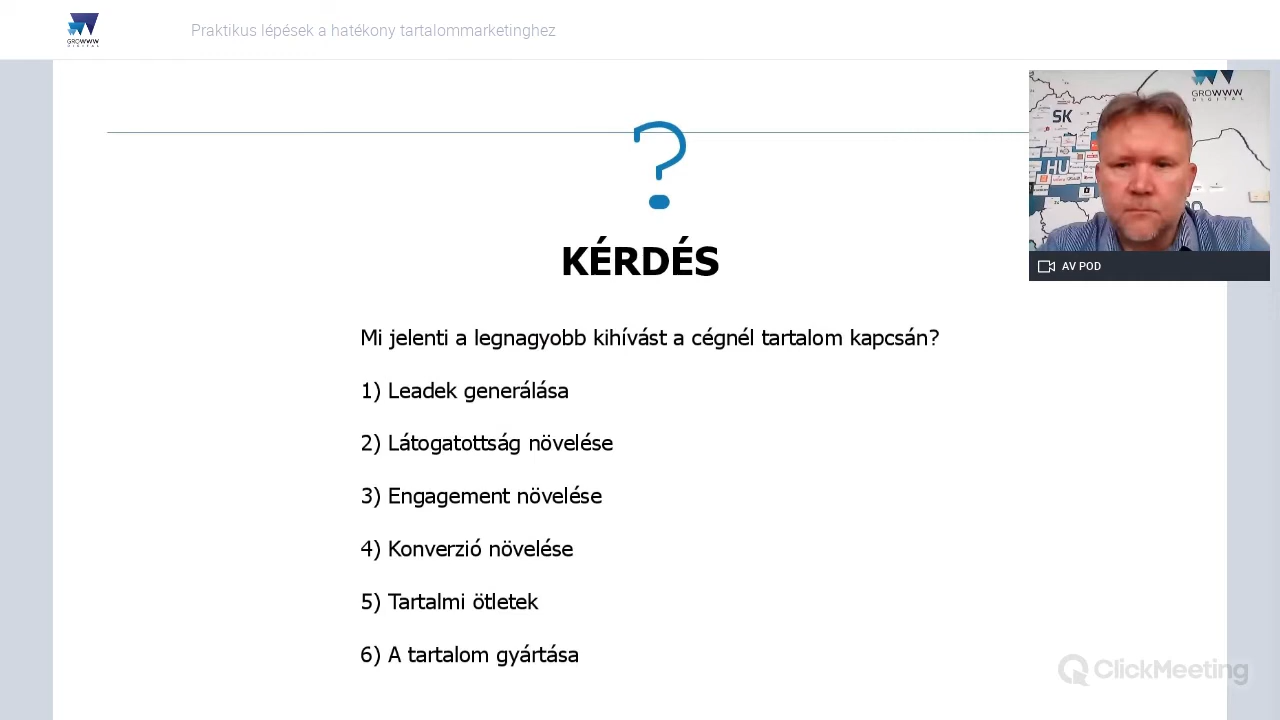 GROWWW
DIGITAL
Praktikus lépések a hatékony tartalommarketinghez
GROWWW
DIGITAL
SK
HU
AV POD
?
KÉRDÉS
Mi jelenti a legnagyobb kihívást a cégnél tartalom kapcsán?
1) Leadek generálása
2) Látogatottság növelése
3) Engagement növelése
4) Konverzió növelése
5) Tartalmi ötletek
6) A tartalom gyártása
ClickMeeting